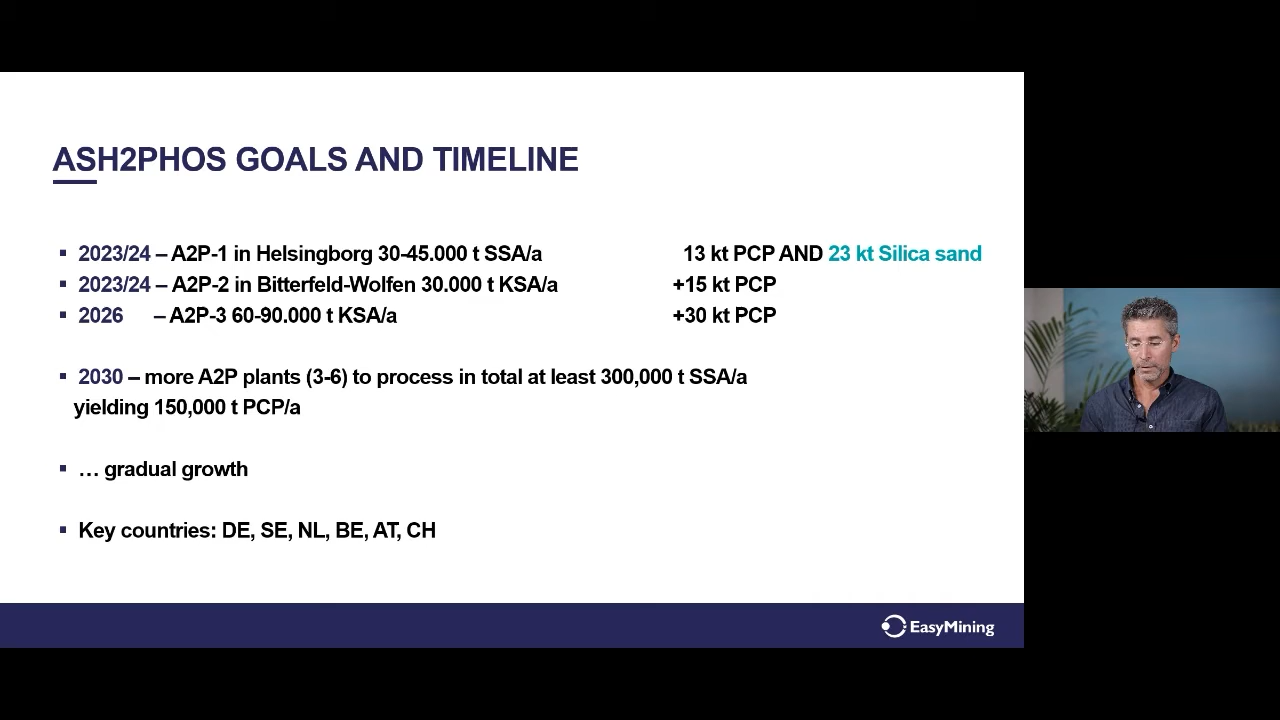 ASH2PHOS GOALS AND TIMELINE
▪ 2023/24 – A2P-1 in Helsingborg 30-45.000 t SSA/a 13 kt PCP AND 23 kt Silica sand
▪ 2023/24 – A2P-2 in Bitterfeld-Wolfen 30.000 t KSA/a +15 kt PCP
▪ 2026 – A2P-3 60-90.000 t KSA/a +30 kt PCP
▪ 2030 – more A2P plants (3-6) to process in total at least 300,000 t SSA/a
yielding 150,000 t PCP/a
▪ … gradual growth
▪ Key countries: DE, SE, NL, BE, AT, CH
EasyMining